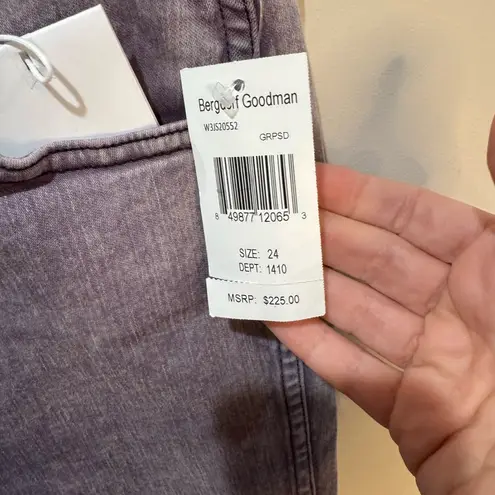 Bergdorf Goodman
W3JS20552
GRPSD
8 49877 12065 3
SIZE: 24
DEPT: 1410
MSRP: $225.00